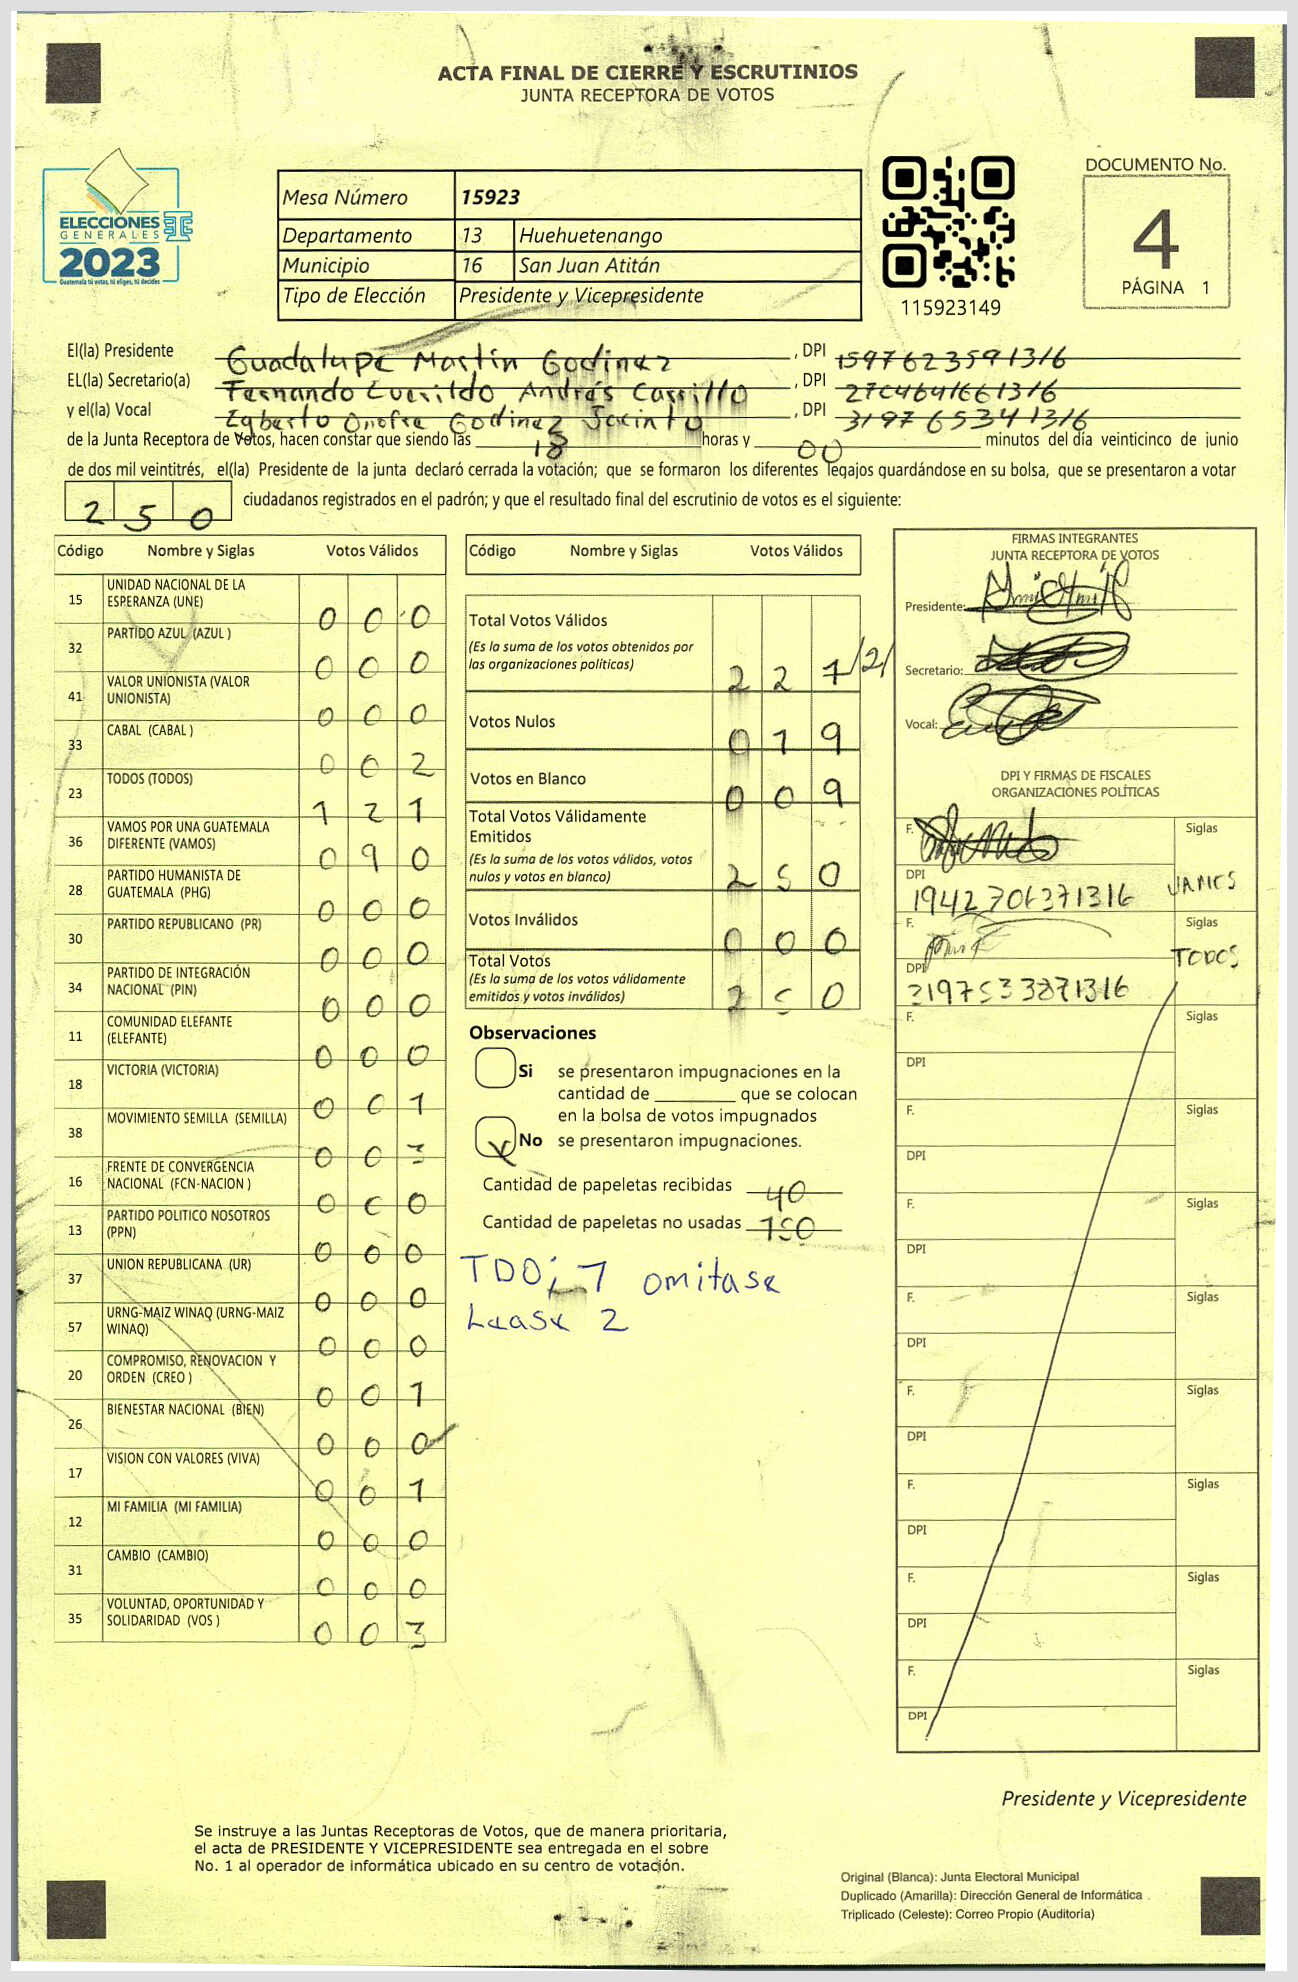 ACTA FINAL DE CIERRE Y ESCRUTINIOS
JUNTA RECEPTORA DE VOTOS
ELECCIONES
GENERALES
2023
Guatemala tú votas, tú eliges, tú decides
Mesa Número 15923
Departamento 13 Huehuetenango
Municipio 16 San Juan Atitán
Tipo de Elección Presidente y Vicepresidente
115923149
DOCUMENTO No.
4
PÁGINA 1
El(la) Presidente Guadalupe Martín Godinez , DPI 1597623591316
EL(la) Secretario(a) Fernando Andrés Carrillo , DPI 2704641661316
y el(la) Vocal Egberto Onofre Godinez Jacinto , DPI 319765341316
de la Junta Receptora de Votos, hacen constar que siendo las 18 horas y 00 minutos del día veinticinco de junio
de dos mil veintitrés, el(la) Presidente de la junta declaró cerrada la votación; que se formaron los diferentes legajos guardándose en su bolsa, que se presentaron a votar
250 ciudadanos registrados en el padrón; y que el resultado final del escrutinio de votos es el siguiente:
Código Nombre y Siglas Votos Válidos
15 UNIDAD NACIONAL DE LA ESPERANZA (UNE) 0 0 0
32 PARTIDO AZUL (AZUL ) 0 0 0
41 VALOR UNIONISTA (VALOR UNIONISTA) 0 0 0
33 CABAL (CABAL ) 0 0 2
23 TODOS (TODOS) 1 2 1
36 VAMOS POR UNA GUATEMALA DIFERENTE (VAMOS) 0 9 0
28 PARTIDO HUMANISTA DE GUATEMALA (PHG) 0 0 0
30 PARTIDO REPUBLICANO (PR) 0 0 0
34 PARTIDO DE INTEGRACIÓN NACIONAL (PIN) 0 0 0
11 COMUNIDAD ELEFANTE (ELEFANTE) 0 0 0
18 VICTORIA (VICTORIA) 0 0 1
38 MOVIMIENTO SEMILLA (SEMILLA) 0 0 3
16 FRENTE DE CONVERGENCIA NACIONAL (FCN-NACION ) 0 0 0
13 PARTIDO POLITICO NOSOTROS (PPN) 0 0 0
37 UNION REPUBLICANA (UR) 0 0 0
57 URNG-MAIZ WINAQ (URNG-MAIZ WINAQ) 0 0 0
20 COMPROMISO, RENOVACION Y ORDEN (CREO ) 0 0 1
26 BIENESTAR NACIONAL (BIEN) 0 0 0
17 VISION CON VALORES (VIVA) 0 0 1
12 MI FAMILIA (MI FAMILIA) 0 0 0
31 CAMBIO (CAMBIO) 0 0 0
35 VOLUNTAD, OPORTUNIDAD Y SOLIDARIDAD (VOS ) 0 0 3
Código Nombre y Siglas Votos Válidos
Total Votos Válidos
(Es la suma de los votos obtenidos por
las organizaciones políticas) 2 2 7 /2/
Votos Nulos 0 1 9
Votos en Blanco 0 0 9
Total Votos Válidamente
Emitidos
(Es la suma de los votos válidos, votos
nulos y votos en blanco) 2 5 0
Votos Inválidos 0 0 0
Total Votos
(Es la suma de los votos válidamente
emitidos y votos inválidos) 2 5 0
Observaciones
Si se presentaron impugnaciones en la
cantidad de ________ que se colocan
en la bolsa de votos impugnados
X No se presentaron impugnaciones.
Cantidad de papeletas recibidas 40
Cantidad de papeletas no usadas 150
TDO; 7 omitase
Lease 2
FIRMAS INTEGRANTES
JUNTA RECEPTORA DE VOTOS
Presidente:
Secretario:
Vocal:
DPI Y FIRMAS DE FISCALES
ORGANIZACIONES POLÍTICAS
F. Siglas
DPI 1942706371316 VAMOS
F. Siglas
DPI 3197533871316 TODOS
F. Siglas
DPI
F. Siglas
DPI
F. Siglas
DPI
F. Siglas
DPI
F. Siglas
DPI
F. Siglas
DPI
F. Siglas
DPI
F. Siglas
DPI
Presidente y Vicepresidente
Se instruye a las Juntas Receptoras de Votos, que de manera prioritaria,
el acta de PRESIDENTE Y VICEPRESIDENTE sea entregada en el sobre
No. 1 al operador de informática ubicado en su centro de votación.
Original (Blanca): Junta Electoral Municipal
Duplicado (Amarilla): Dirección General de Informática
Triplicado (Celeste): Correo Propio (Auditoría)